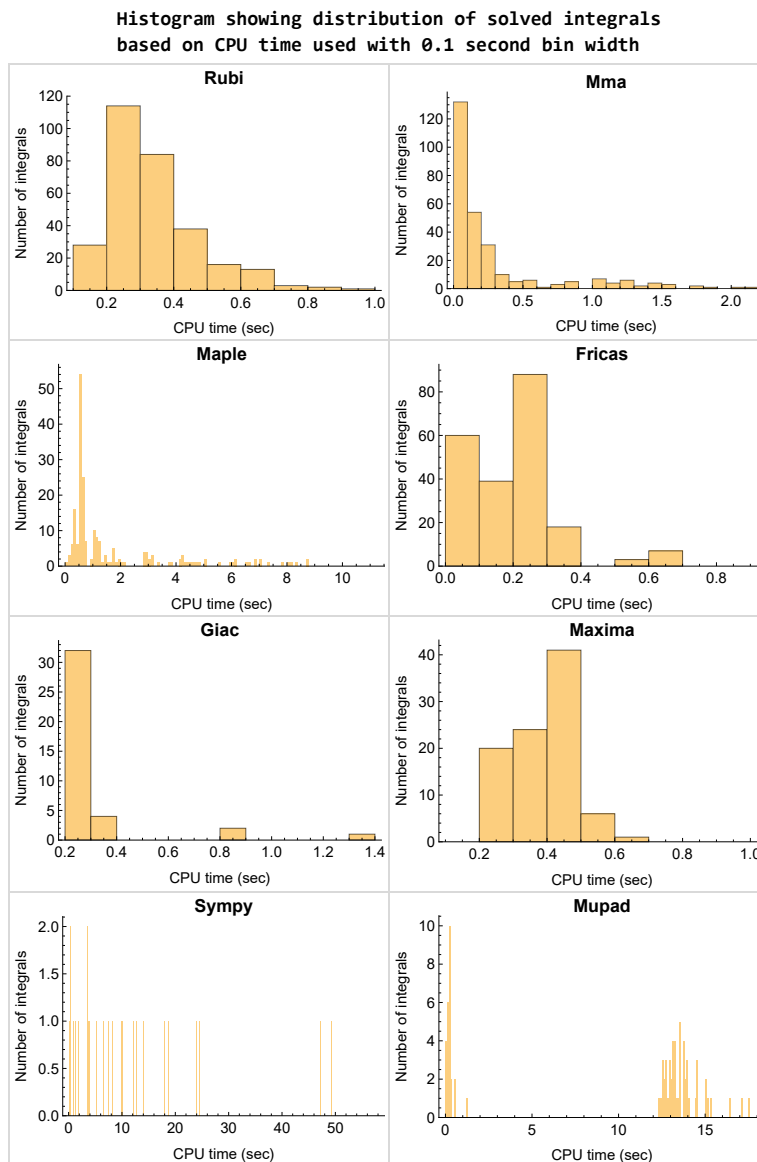 Histogram showing distribution of solved integrals
based on CPU time used with 0.1 second bin width
Rubi
Number of integrals
120
100
80
60
40
20
0
0.2 0.4 0.6 0.8 1.0
CPU time (sec)
Mma
Number of integrals
120
100
80
60
40
20
0
0.0 0.5 1.0 1.5 2.0
CPU time (sec)
Maple
Number of integrals
50
40
30
20
10
0
0 2 4 6 8 10
CPU time (sec)
Fricas
Number of integrals
80
60
40
20
0
0.0 0.2 0.4 0.6 0.8
CPU time (sec)
Giac
Number of integrals
30
25
20
15
10
5
0
0.2 0.4 0.6 0.8 1.0 1.2 1.4
CPU time (sec)
Maxima
Number of integrals
40
30
20
10
0
0.2 0.4 0.6 0.8 1.0
CPU time (sec)
Sympy
Number of integrals
2.0
1.5
1.0
0.5
0.0
0 10 20 30 40 50
CPU time (sec)
Mupad
Number of integrals
10
8
6
4
2
0
0 5 10 15
CPU time (sec)